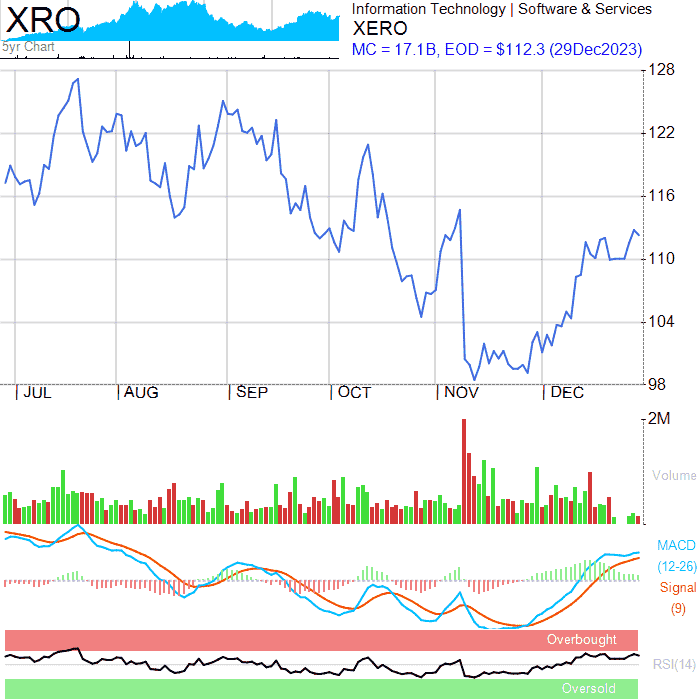 XRO
5yr Chart
Information Technology | Software & Services
XERO
MC = 17.1B, EOD = $112.3 (29Dec2023)
128
122
116
110
104
98
| JUL | AUG | SEP | OCT | NOV | DEC
2M
Volume
MACD
(12-26)
Signal
(9)
Overbought
RSI(14)
Oversold